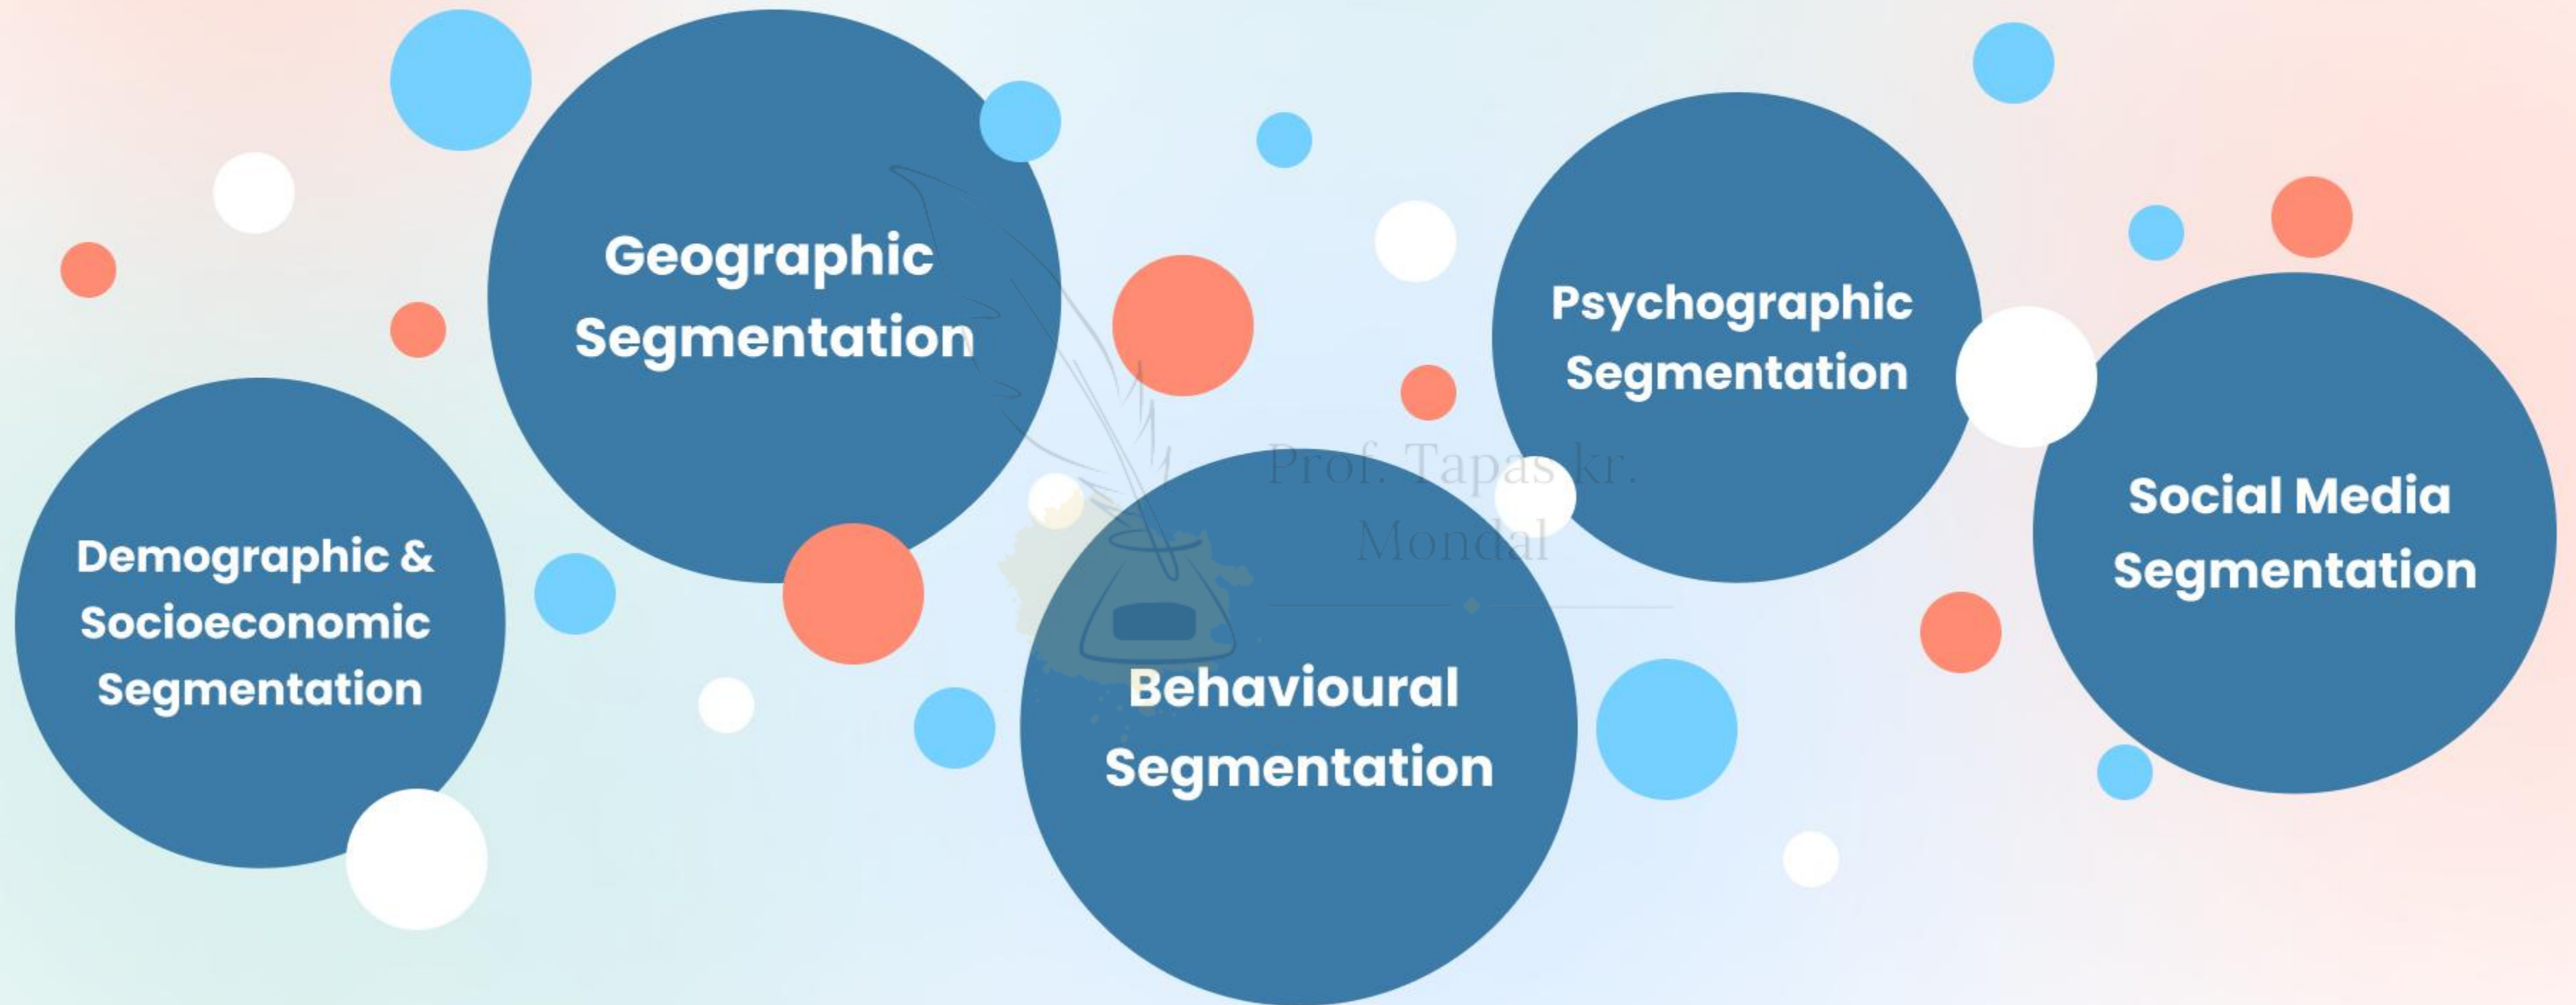 Geographic
Segmentation
Psychographic
Segmentation
Social Media
Segmentation
Demographic &
Socioeconomic
Segmentation
Behavioural
Segmentation
Prof. Tapas kr.
Mondal